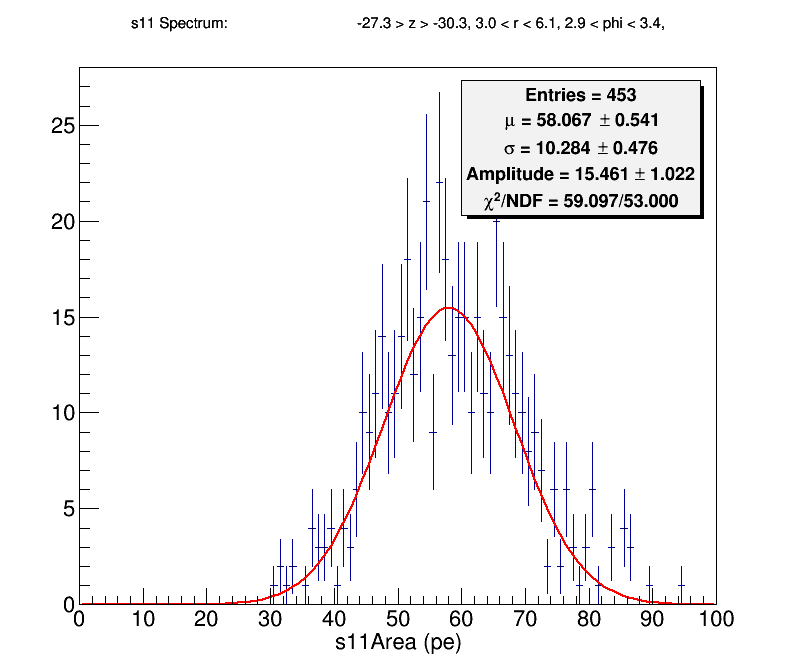 s11 Spectrum: -27.3 > z > -30.3, 3.0 < r < 6.1, 2.9 < phi < 3.4,
Entries = 453
μ = 58.067 ± 0.541
σ = 10.284 ± 0.476
Amplitude = 15.461 ± 1.022
χ²/NDF = 59.097/53.000
25
20
15
10
5
0
0 10 20 30 40 50 60 70 80 90 100
s11Area (pe)